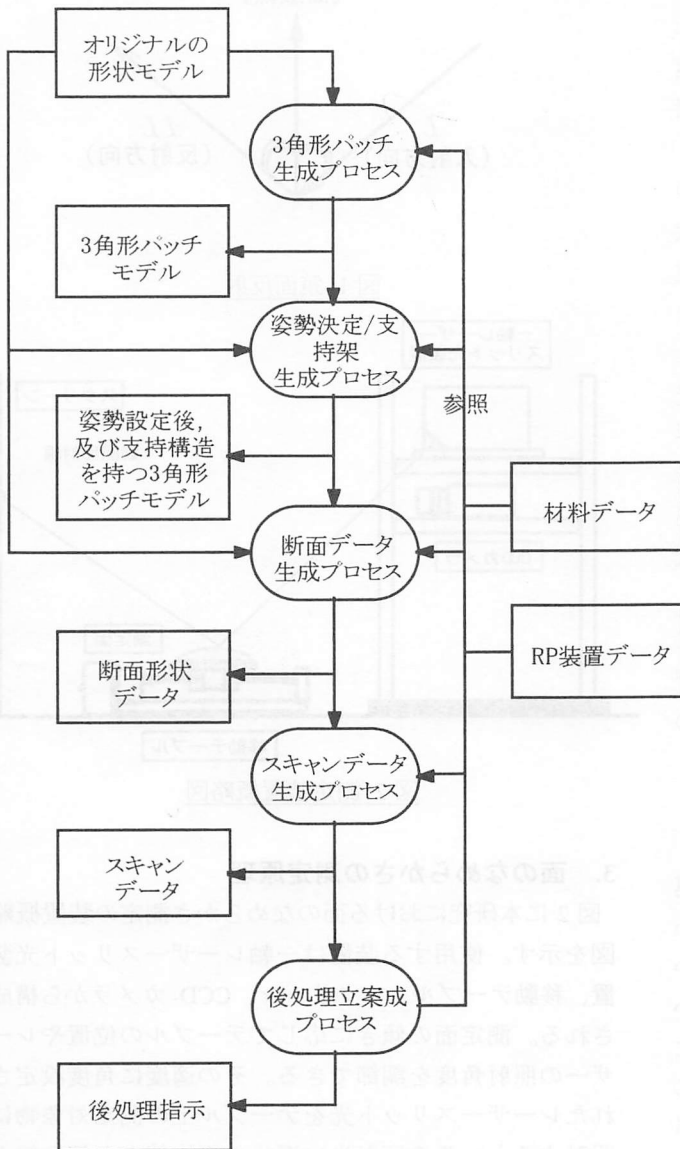 オリジナルの
形状モデル
3角形パッチ
生成プロセス
3角形パッチ
モデル
姿勢決定/支
持架
生成プロセス
参照
姿勢設定後,
及び支持構造
を持つ3角形
パッチモデル
材料データ
断面データ
生成プロセス
RP装置データ
断面形状
データ
スキャンデータ
生成プロセス
スキャン
データ
後処理立案成
プロセス
後処理指示